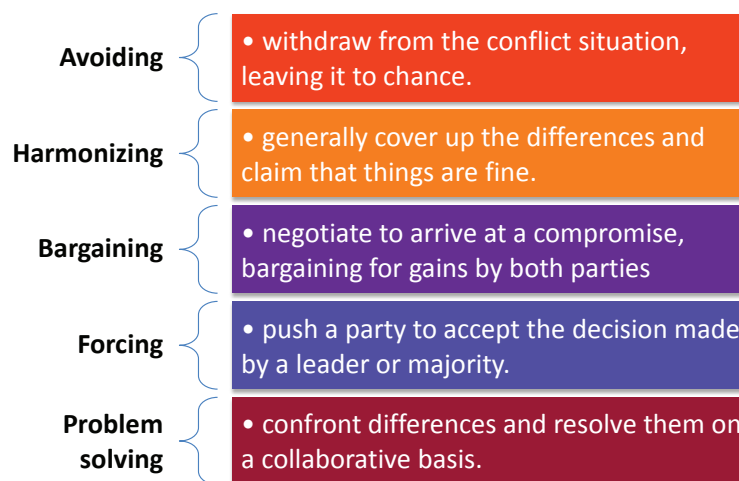 Avoiding
• withdraw from the conflict situation,
leaving it to chance.
Harmonizing
• generally cover up the differences and
claim that things are fine.
Bargaining
• negotiate to arrive at a compromise,
bargaining for gains by both parties
Forcing
• push a party to accept the decision made
by a leader or majority.
Problem
solving
• confront differences and resolve them on
a collaborative basis.